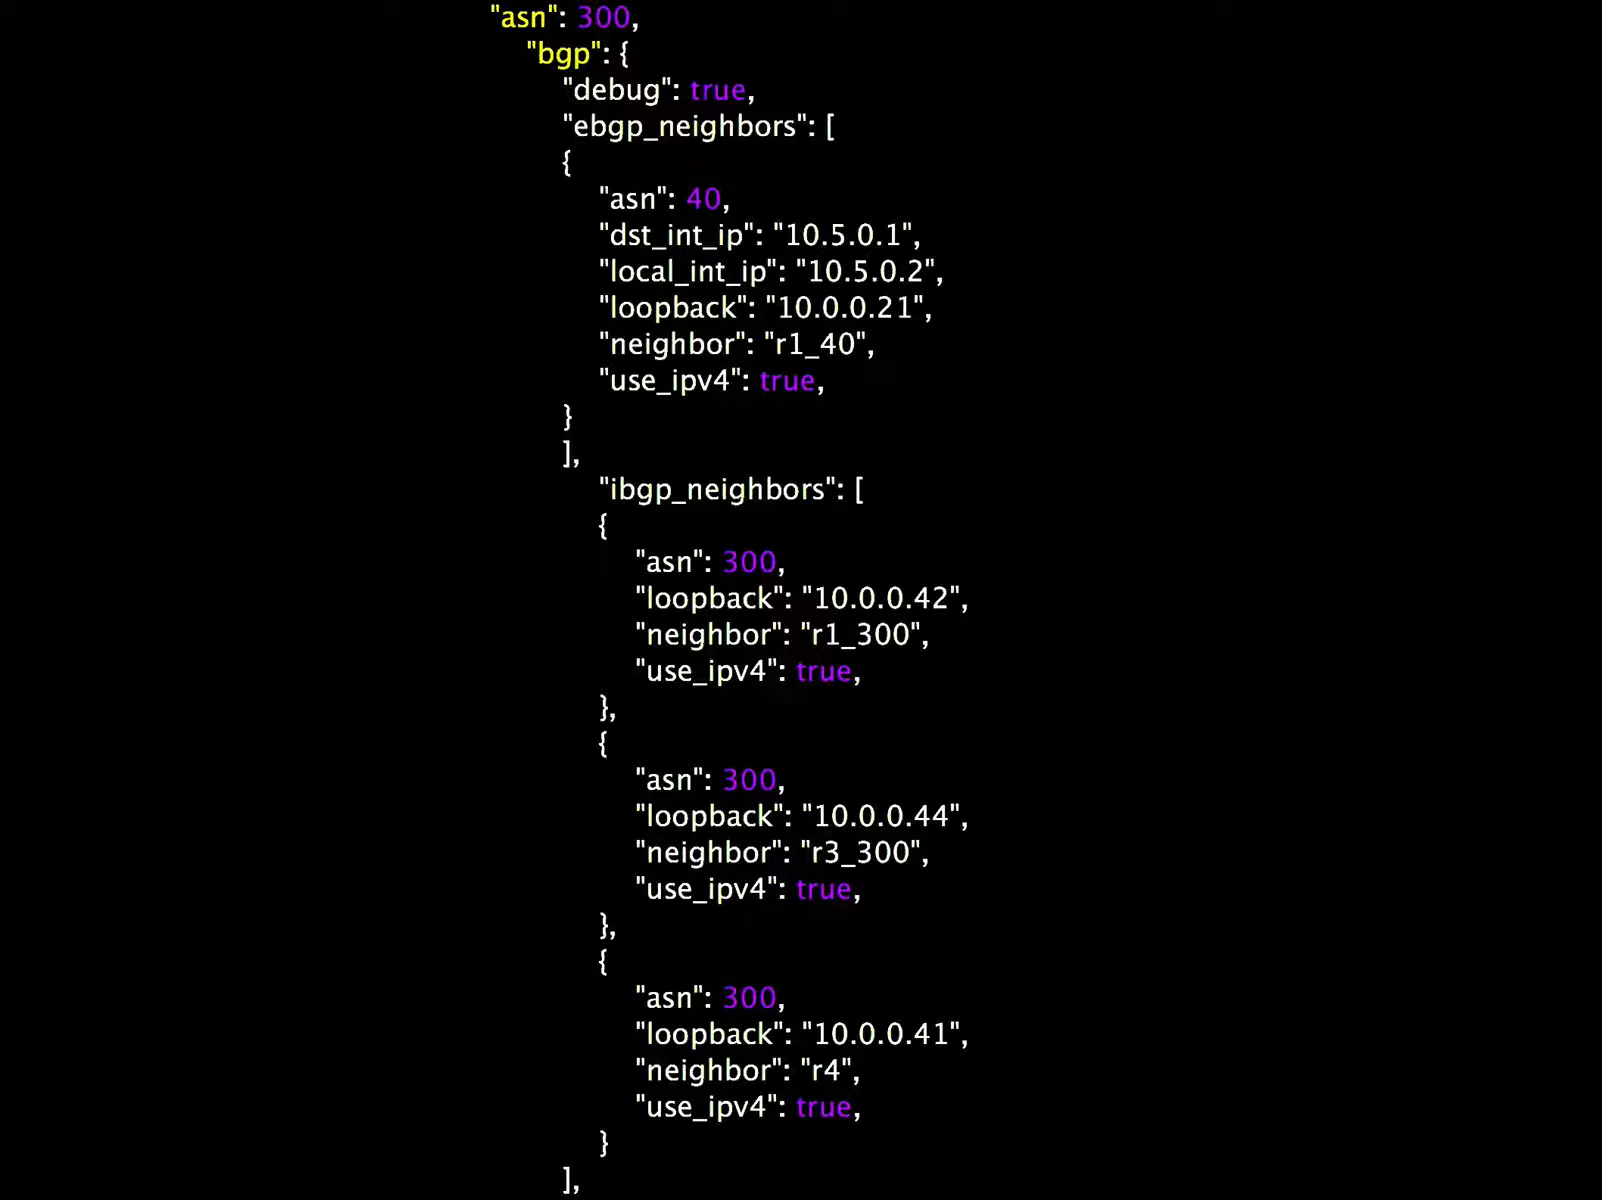 "asn": 300,
"bgp": {
"debug": true,
"ebgp_neighbors": [
{
"asn": 40,
"dst_int_ip": "10.5.0.1",
"local_int_ip": "10.5.0.2",
"loopback": "10.0.0.21",
"neighbor": "r1_40",
"use_ipv4": true,
}
],
"ibgp_neighbors": [
{
"asn": 300,
"loopback": "10.0.0.42",
"neighbor": "r1_300",
"use_ipv4": true,
},
{
"asn": 300,
"loopback": "10.0.0.44",
"neighbor": "r3_300",
"use_ipv4": true,
},
{
"asn": 300,
"loopback": "10.0.0.41",
"neighbor": "r4",
"use_ipv4": true,
}
],